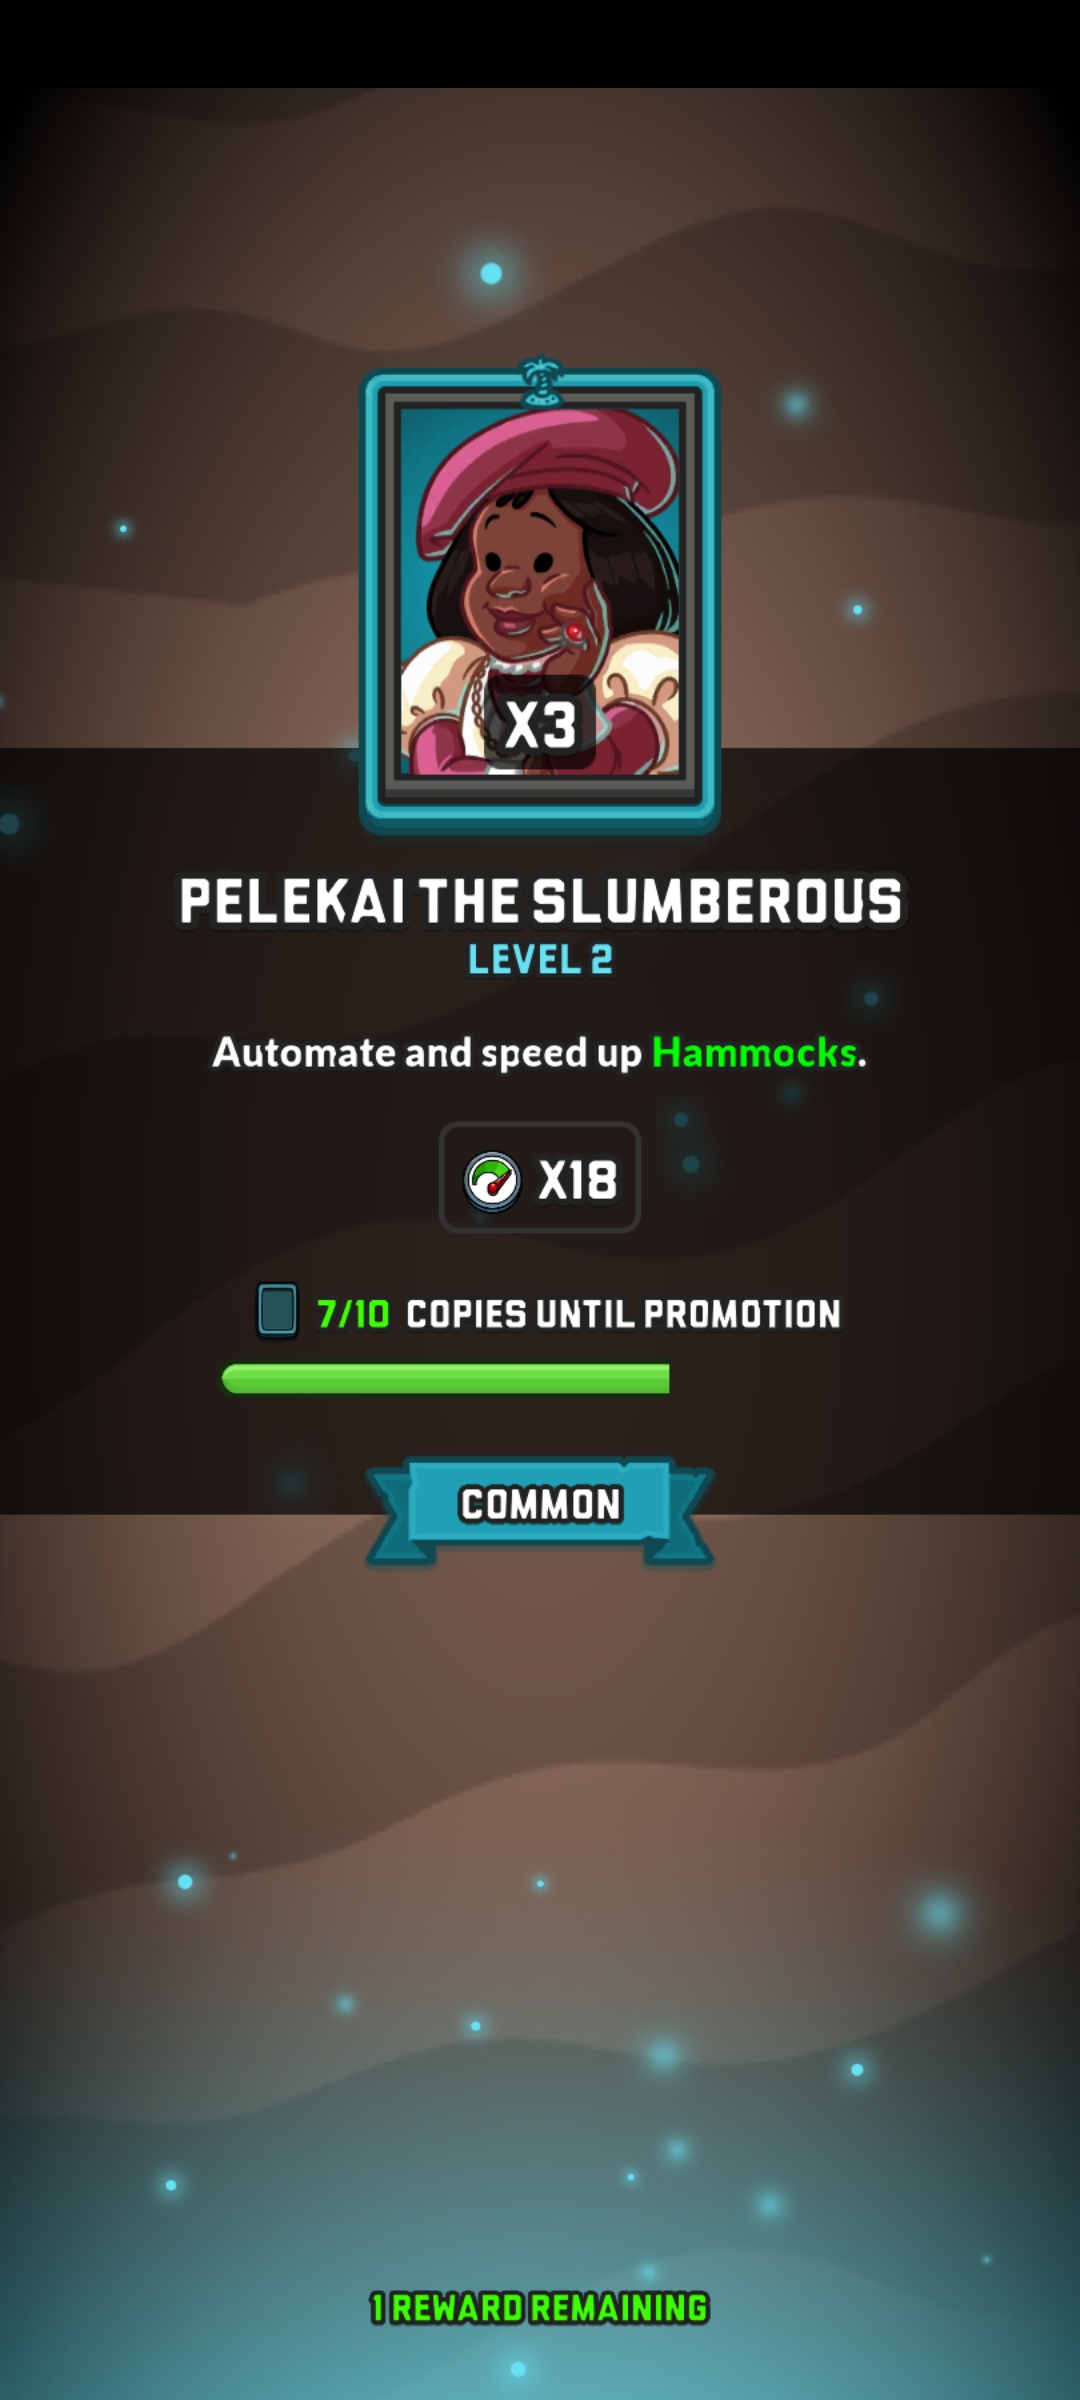 X3
PELEKAI THE SLUMBEROUS
LEVEL 2
Automate and speed up Hammocks.
X18
7/10 COPIES UNTIL PROMOTION
COMMON
1 REWARD REMAINING